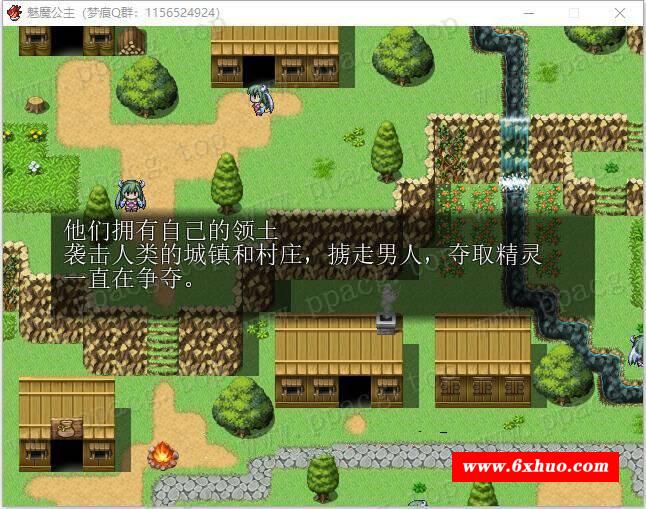 魅魔公主（梦痕Q群：1156524924）
他们拥有自己的领土
袭击人类的城镇和村庄，掳走男人，夺取精灵
一直在争夺。
www.6xhuo.com